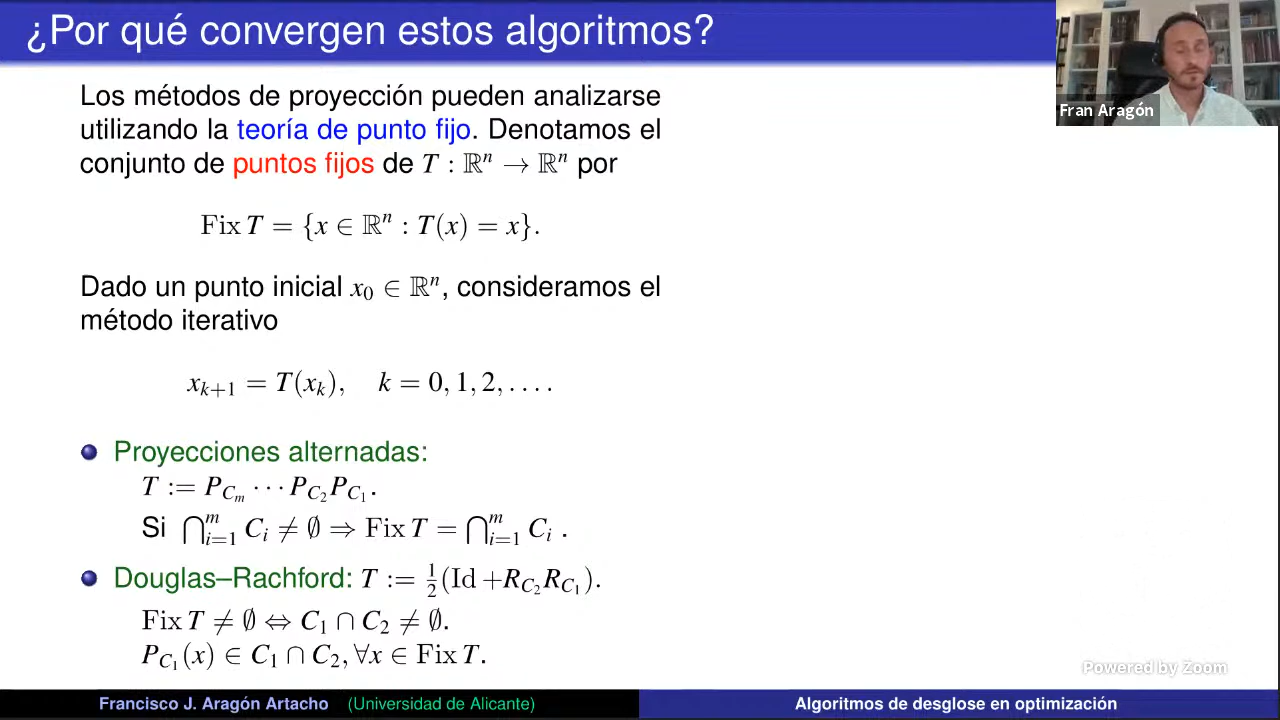 ¿Por qué convergen estos algoritmos?
Fran Aragón
Los métodos de proyección pueden analizarse
utilizando la teoría de punto fijo. Denotamos el
conjunto de puntos fijos de T : ℝⁿ → ℝⁿ por
Fix T = {x ∈ ℝⁿ : T(x) = x}.
Dado un punto inicial x₀ ∈ ℝⁿ, consideramos el
método iterativo
xₖ₊₁ = T(xₖ), k = 0, 1, 2, . . . .
Proyecciones alternadas:
T := P_{C_m} ⋯ P_{C_2} P_{C_1}.
Si ⋂_{i=1}^{m} C_i ≠ ∅ ⇒ Fix T = ⋂_{i=1}^{m} C_i .
Douglas–Rachford: T := ½(Id + R_{C_2} R_{C_1}).
Fix T ≠ ∅ ⇔ C₁ ∩ C₂ ≠ ∅.
P_{C_1}(x) ∈ C₁ ∩ C₂, ∀x ∈ Fix T.
Powered by Zoom
Francisco J. Aragón Artacho (Universidad de Alicante)
Algoritmos de desglose en optimización